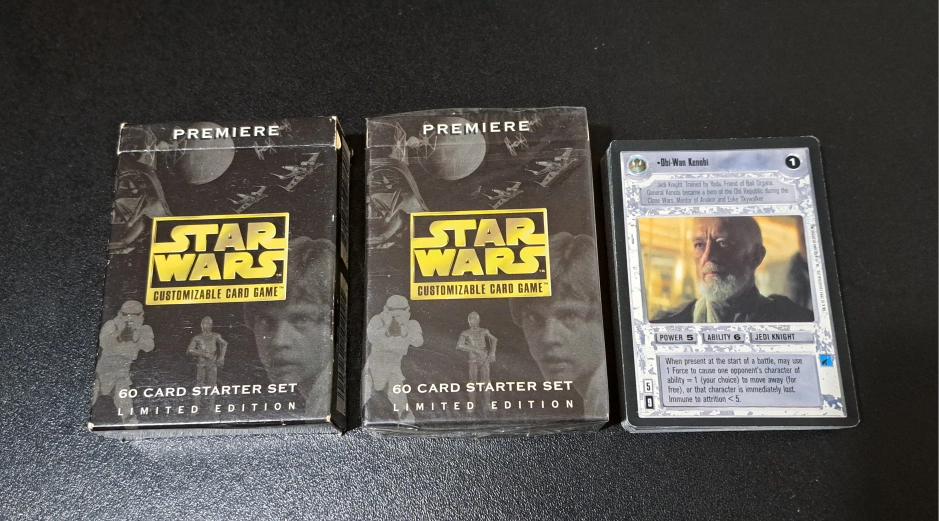 PREMIERE
STAR
WARS
CUSTOMIZABLE CARD GAME™
60 CARD STARTER SET
LIMITED EDITION
PREMIERE
STAR
WARS
CUSTOMIZABLE CARD GAME™
60 CARD STARTER SET
LIMITED EDITION
•Obi-Wan Kenobi
1
Jedi Knight. Trained by Yoda. Friend of Bail Organa.
General Kenobi became a hero of the Old Republic during the
Clone Wars. Mentor of Anakin and Luke Skywalker.
POWER 5
ABILITY 6
JEDI KNIGHT
When present at the start of a battle, may use
1 Force to cause one opponent's character of
ability = 1 (your choice) to move away (for
free), or that character is immediately lost.
Immune to attrition < 5.
5
9